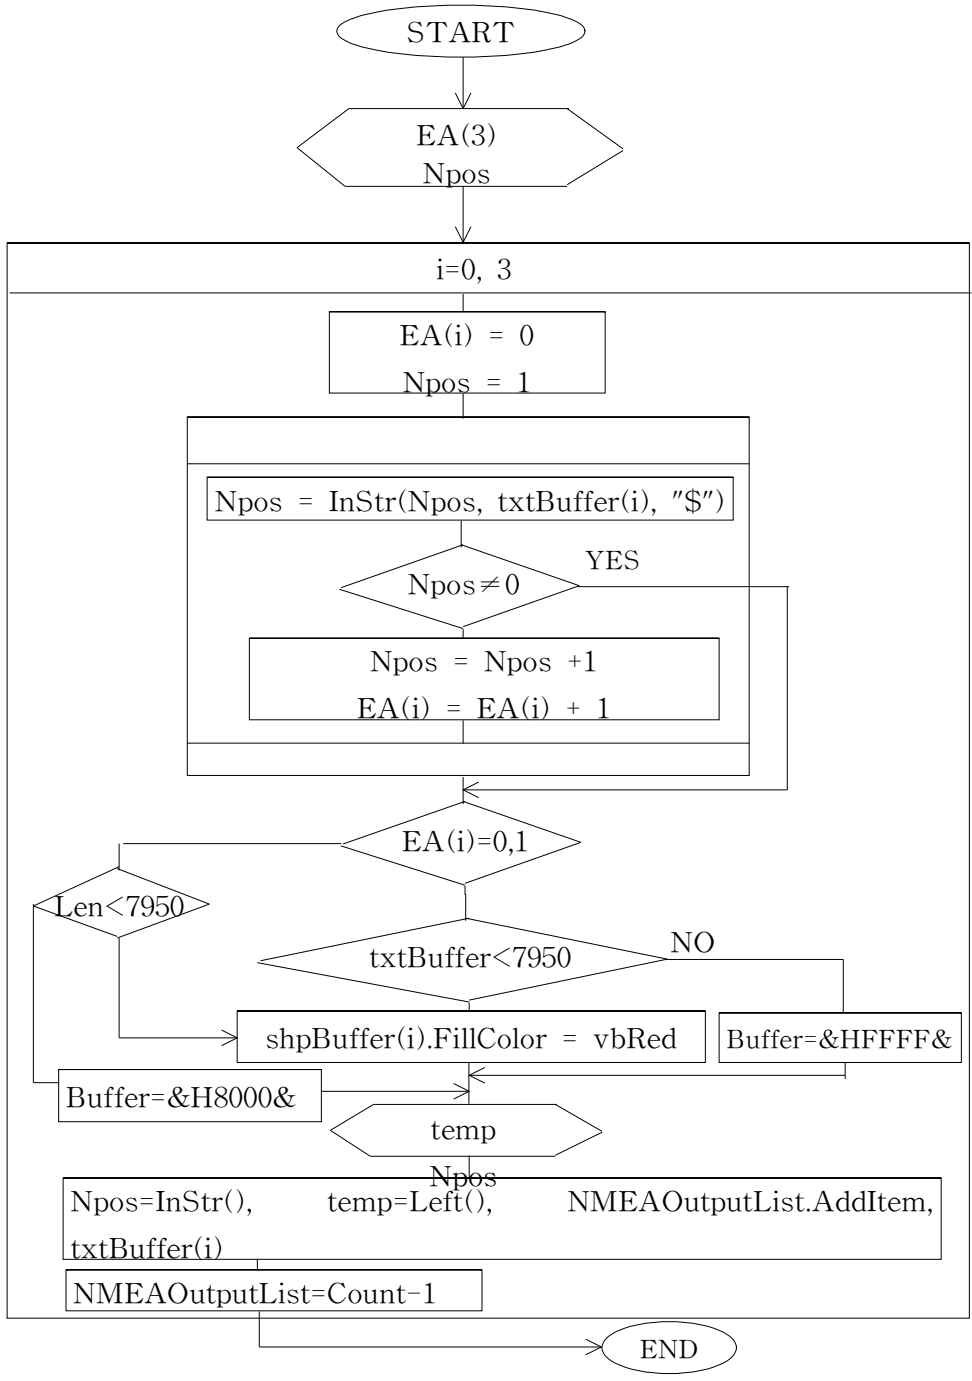 START
EA(3)
Npos
i=0, 3
EA(i) = 0
Npos = 1
Npos = InStr(Npos, txtBuffer(i), "$")
Npos≠0
YES
Npos = Npos +1
EA(i) = EA(i) + 1
EA(i)=0,1
Len<7950
txtBuffer<7950
NO
shpBuffer(i).FillColor = vbRed
Buffer=&HFFFF&
Buffer=&H8000&
temp
Npos
Npos=InStr(), temp=Left(), NMEAOutputList.AddItem,
txtBuffer(i)
NMEAOutputList=Count-1
END